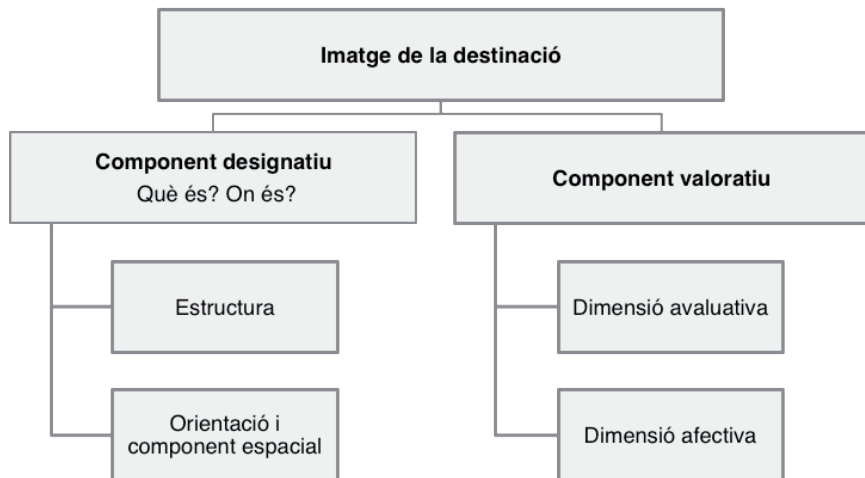 Imatge de la destinació
Component designatiu
Què és? On és?
Component valoratiu
Estructura
Dimensió avaluativa
Orientació i
component espacial
Dimensió afectiva